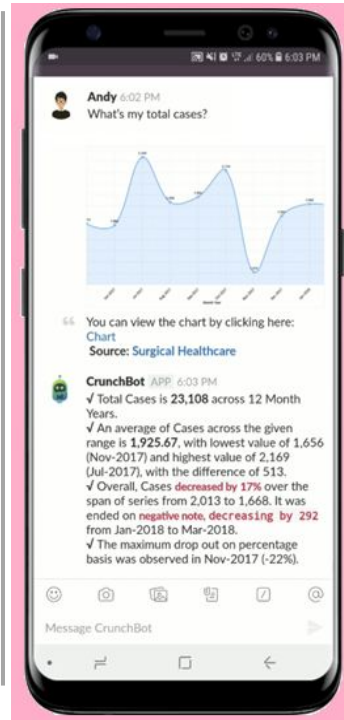 60% 6:03 PM
Andy 6:02 PM
What's my total cases?
You can view the chart by clicking here:
Chart
Source: Surgical Healthcare
CrunchBot APP 6:03 PM
√ Total Cases is 23,108 across 12 Month
Years.
√ An average of Cases across the given
range is 1,925.67, with lowest value of 1,656
(Nov-2017) and highest value of 2,169
(Jul-2017), with the difference of 513.
√ Overall, Cases decreased by 17% over the
span of series from 2,013 to 1,668. It was
ended on negative note, decreasing by 292
from Jan-2018 to Mar-2018.
√ The maximum drop out on percentage
basis was observed in Nov-2017 (-22%).
Message CrunchBot